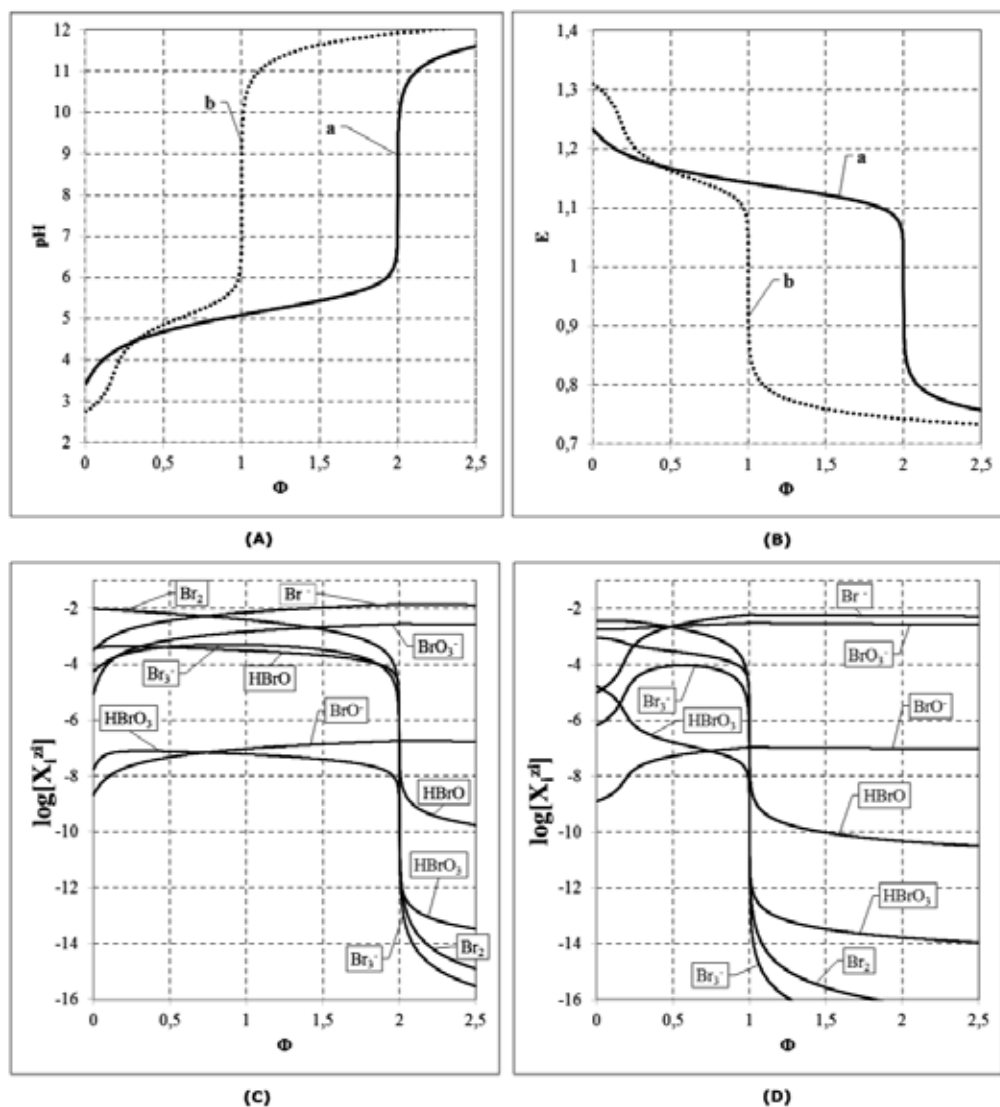 12
11
10
9
8
7
6
5
4
3
2
pH
b
a
0
0,5
1
1,5
2
2,5
Φ
(A)
1,4
1,3
1,2
1,1
1
0,9
0,8
0,7
E
a
b
0
0,5
1
1,5
2
2,5
Φ
(B)
-2
-4
-6
-8
-10
-12
-14
-16
log[Xᵢᶻⁱ]
Br₂
Br⁻
BrO₃⁻
Br₃⁻
HBrO
HBrO₃
BrO⁻
HBrO
HBrO₃
Br₃⁻
Br₂
0
0,5
1
1,5
2
2,5
Φ
(C)
-2
-4
-6
-8
-10
-12
-14
-16
log[Xᵢᶻⁱ]
Br⁻
BrO₃⁻
Br₃⁻
HBrO₃
BrO⁻
HBrO
HBrO₃
Br₃⁻
Br₂
0
0,5
1
1,5
2
2,5
Φ
(D)